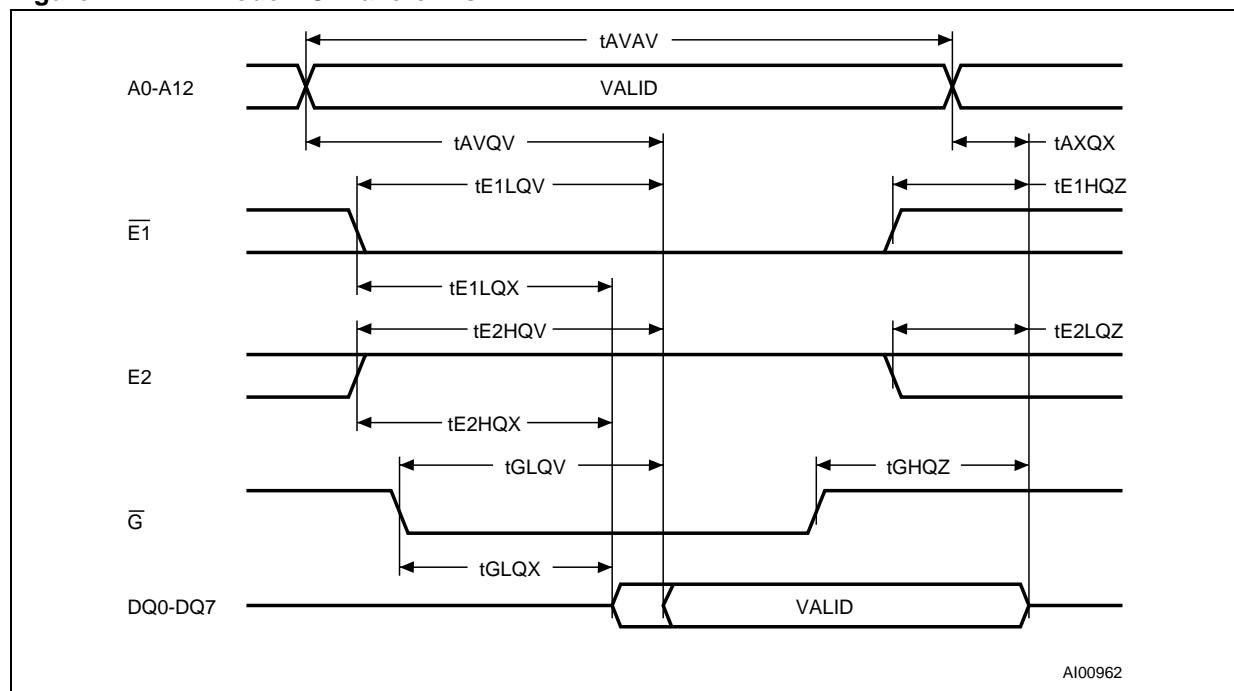 tAVAV
A0-A12
VALID
tAVQV
tAXQX
tE1LQV
tE1HQZ
E1
tE1LQX
tE2HQV
tE2LQZ
E2
tE2HQX
tGLQV
tGHQZ
G
tGLQX
DQ0-DQ7
VALID
AI00962